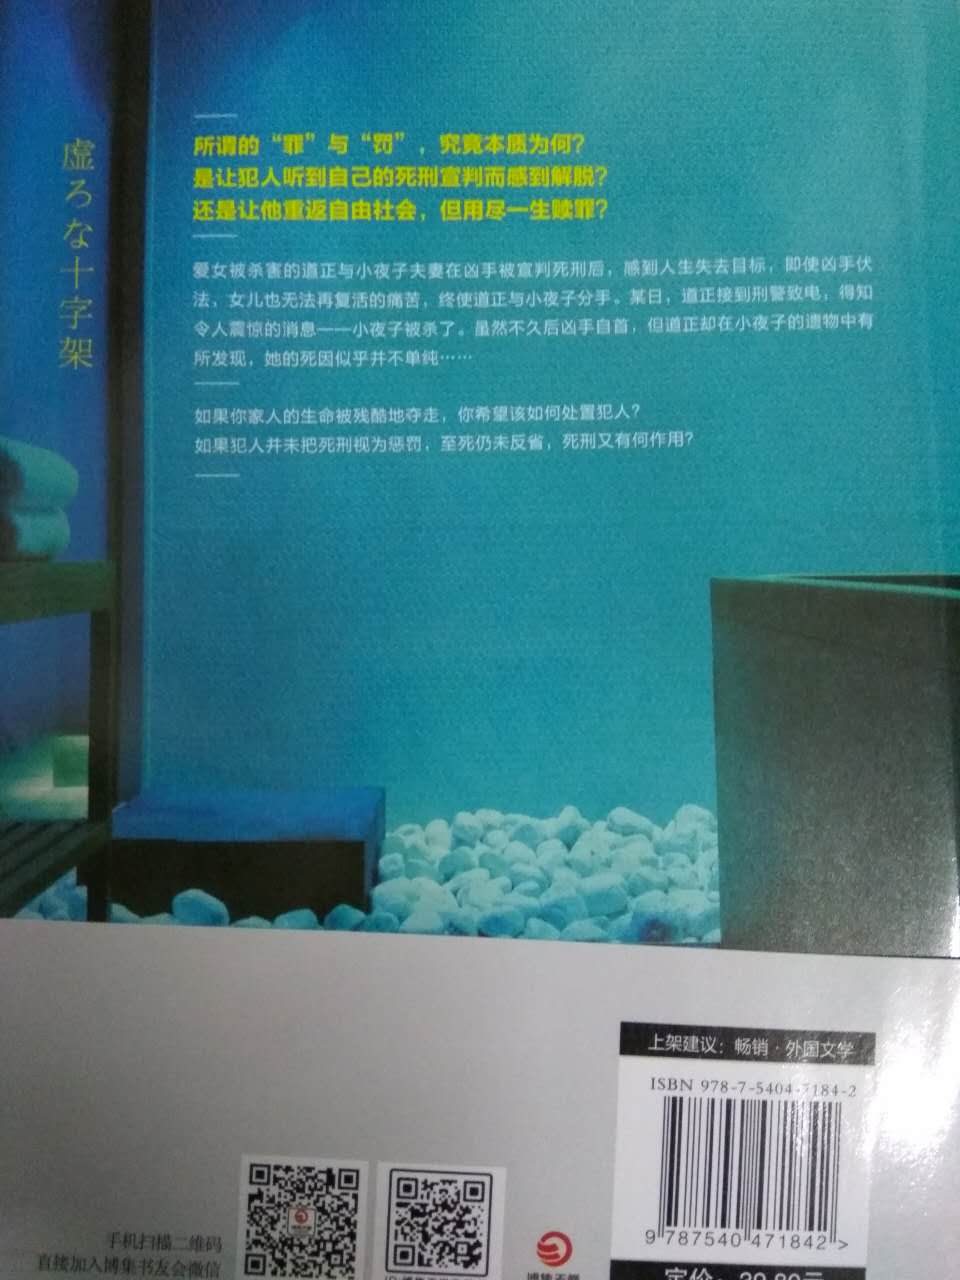 虚ろな十字架
所谓的“罪”与“罚”，究竟本质为何？
是让犯人听到自己的死刑宣判而感到解脱？
还是让他重返自由社会，但用尽一生赎罪？
爱女被杀害的道正与小夜子夫妻在凶手被宣判死刑后，感到人生失去目标，即使凶手伏
法，女儿也无法再复活的痛苦，终使道正与小夜子分手。某日，道正接到刑警致电，得知
令人震惊的消息——小夜子被杀了。虽然不久后凶手自首，但道正却在小夜子的遗物中有
所发现，她的死因似乎并不单纯……
如果你家人的生命被残酷地夺走，你希望该如何处置犯人？
如果犯人并未把死刑视为惩罚，至死仍未反省，死刑又有何作用？
上架建议：畅销·外国文学
ISBN 978-7-5404-7184-2
9 787540 471842 >
手机扫描二维码
直接加入博集书友会微信
博集天卷